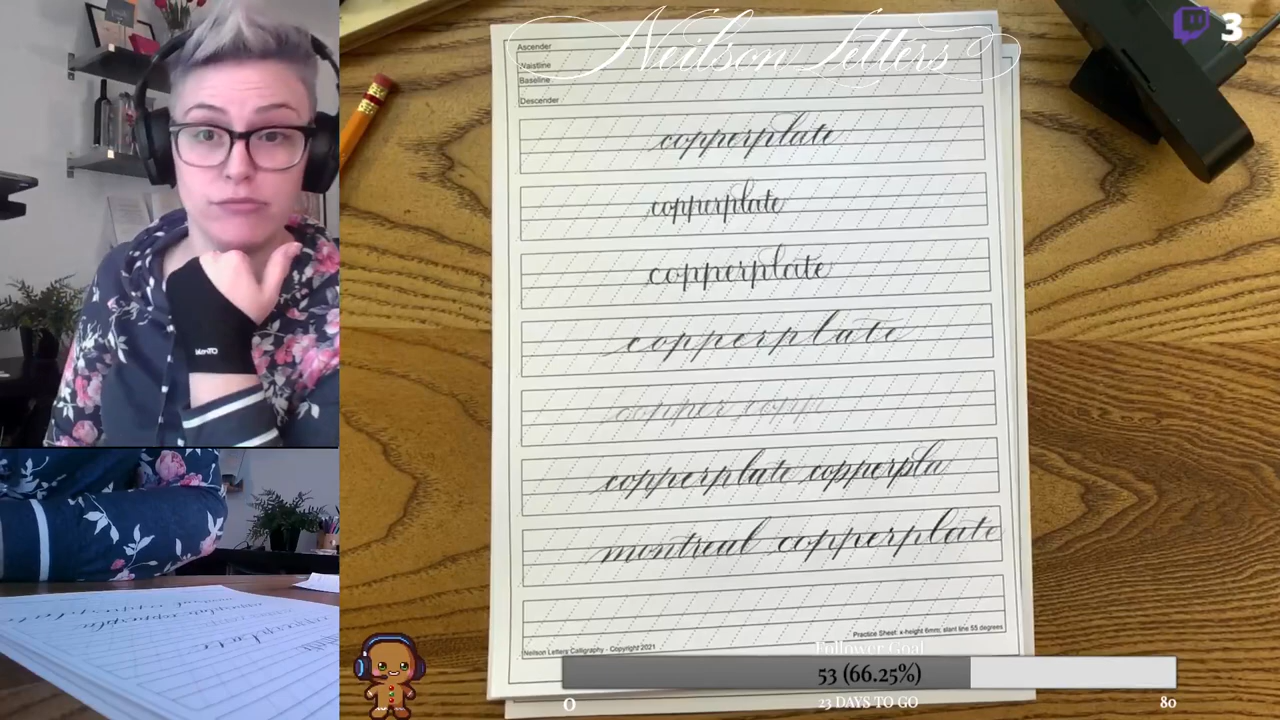 Neilson Letters
3
Ascender
Waistline
Baseline
Descender
copperplate
copperplate
copperplate
copperplate
copper copp
copperplate copperpla
montreal copperplate
Practice Sheet: x-height 6mm; slant line 55 degrees
Neilson Letters Calligraphy - Copyright 2021
Follower Goal
53 (66.25%)
0
23 DAYS TO GO
80